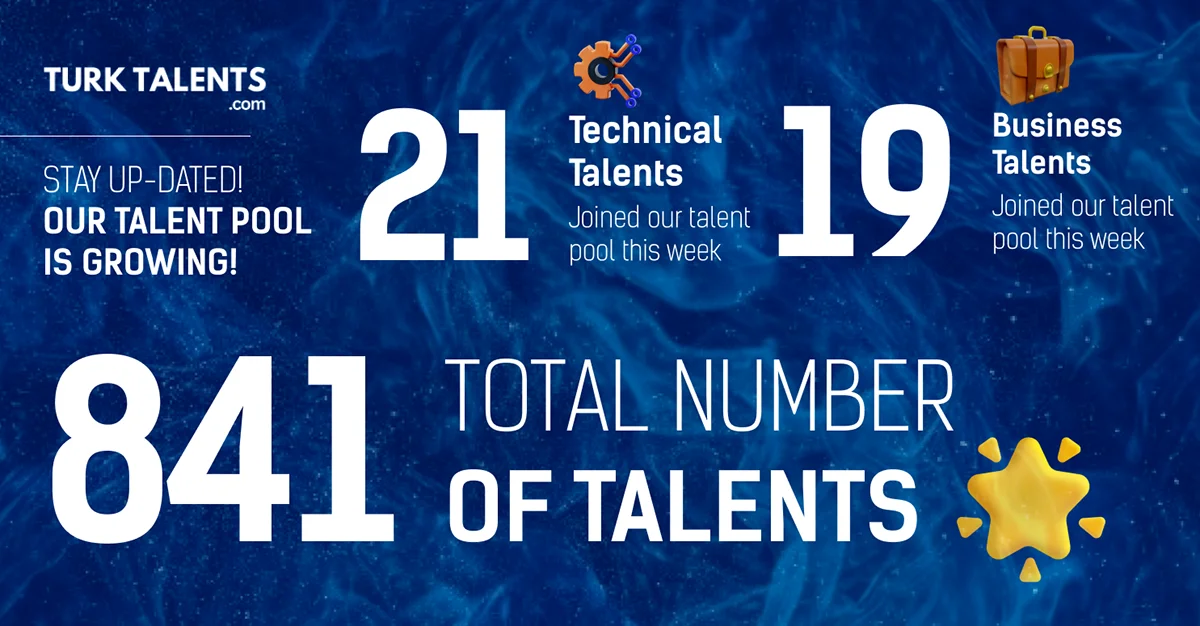 TURK TALENTS
.com
STAY UP-DATED!
OUR TALENT POOL
IS GROWING!
21
Technical
Talents
Joined our talent
pool this week
19
Business
Talents
Joined our talent
pool this week
841
TOTAL NUMBER
OF TALENTS